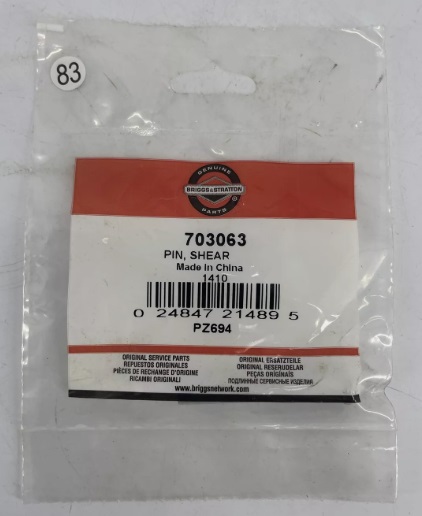 83
GENUINE
BRIGGS & STRATTON
PARTS
703063
PIN, SHEAR
Made In China
1410
0 24847 21489 5
PZ694
ORIGINAL SERVICE PARTS
REPUESTOS ORIGINALES
PIÈCES DE RECHANGE D'ORIGINE
RICAMBI ORIGINALI
ORIGINAL ERSATZTEILE
ORIGINAL RESERVDELAR
PEÇAS ORIGINAIS
ПОДЛИННЫЕ СЕРВИСНЫЕ ИЗДЕЛИЯ
www.briggsnetwork.com